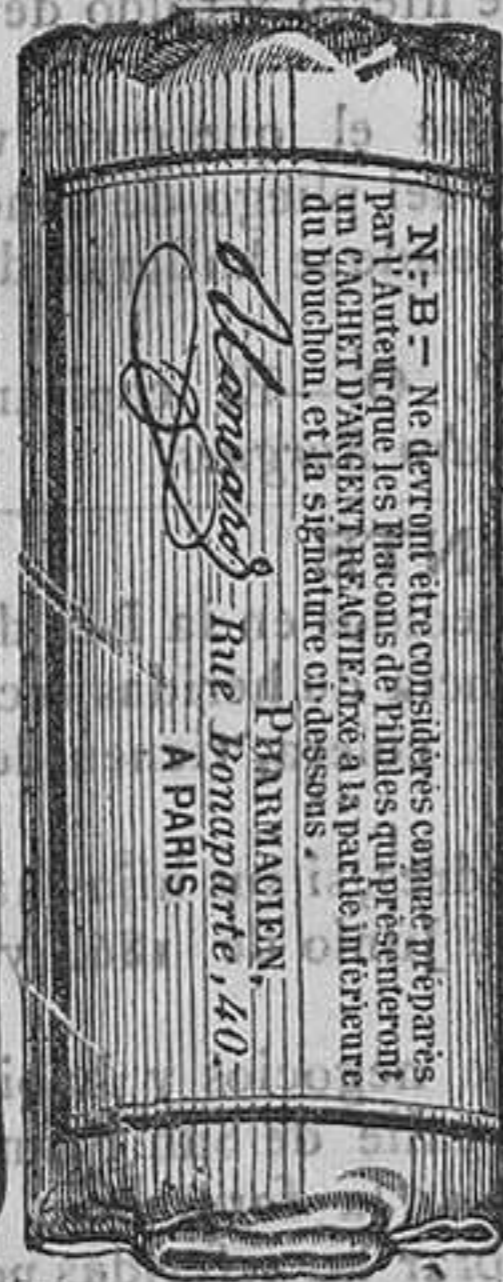 N.-B.- Ne devront être considérés comme préparés
par l'Auteur que les Flacons de Pilules qui présenteront
un CACHET D'ARGENT RÉACTIF, fixé à la partie inférieure
du bouchon, et la signature ci-dessous.
Blancard
PHARMACIEN,
Rue Bonaparte, 40.
A PARIS